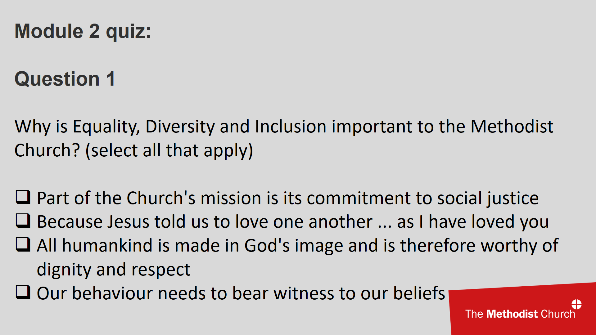 Module 2 quiz:
Question 1
Why is Equality, Diversity and Inclusion important to the Methodist
Church? (select all that apply)
❑ Part of the Church's mission is its commitment to social justice
❑ Because Jesus told us to love one another ... as I have loved you
❑ All humankind is made in God's image and is therefore worthy of
dignity and respect
❑ Our behaviour needs to bear witness to our beliefs
The Methodist Church